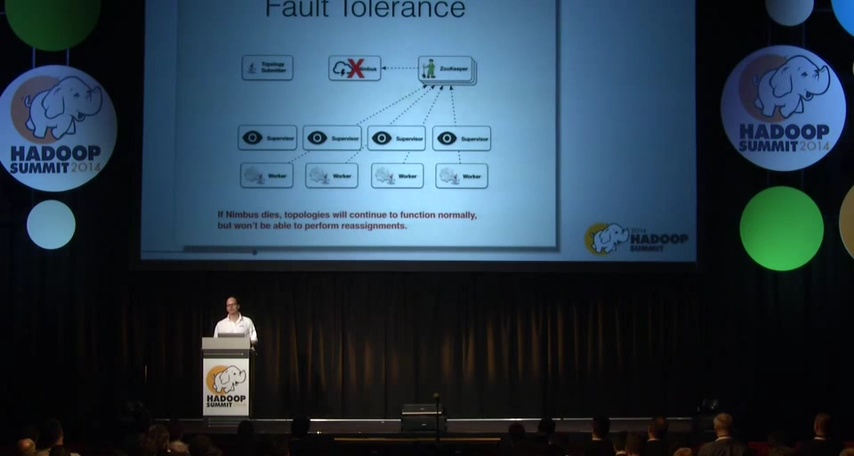 Fault Tolerance
Topology
Submitter
Nimbus
ZooKeeper
Supervisor
Supervisor
Supervisor
Supervisor
Worker
Worker
Worker
Worker
If Nimbus dies, topologies will continue to function normally,
but won't be able to perform reassignments.
2014
HADOOP
SUMMIT
HADOOP
SUMMIT 2014
HADOOP
SUMMIT 2014
HADOOP
SUMMIT 2014